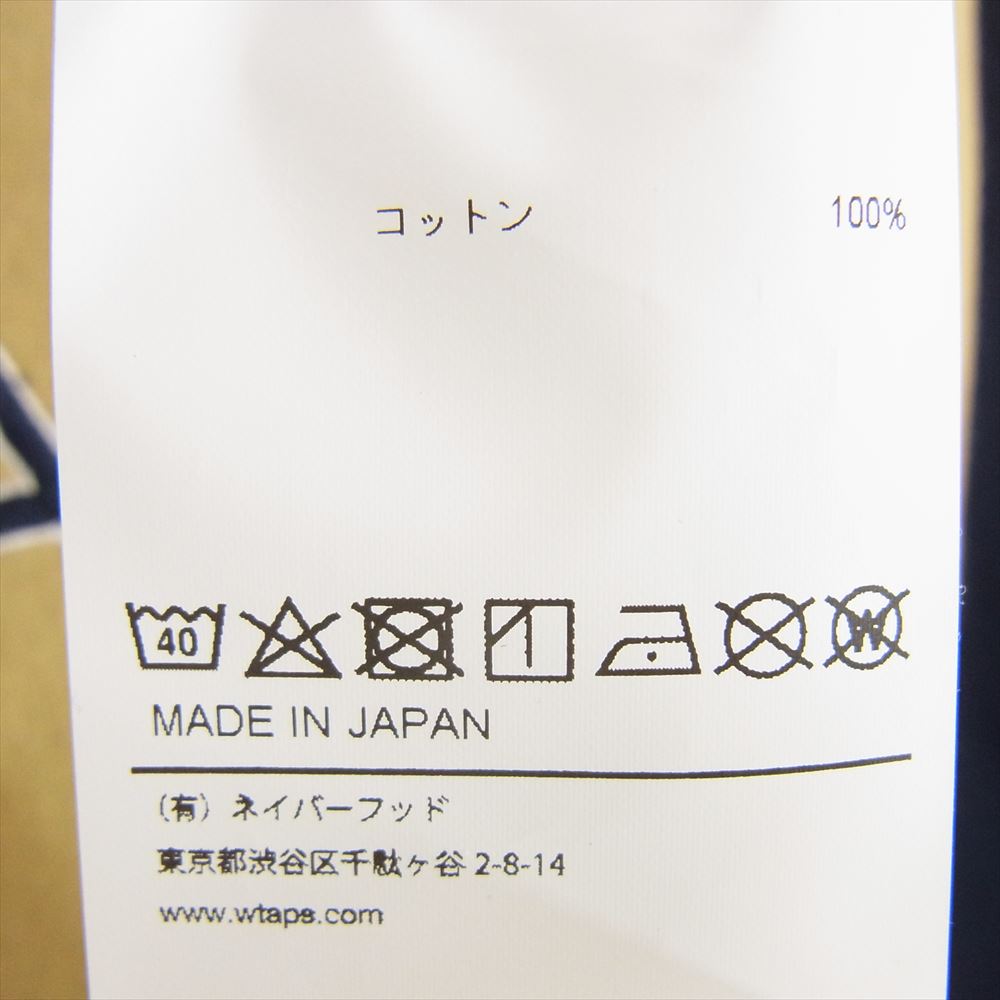 コットン 100%
40 W
MADE IN JAPAN
（有）ネイバーフッド
東京都渋谷区千駄ヶ谷 2-8-14
www.wtaps.com